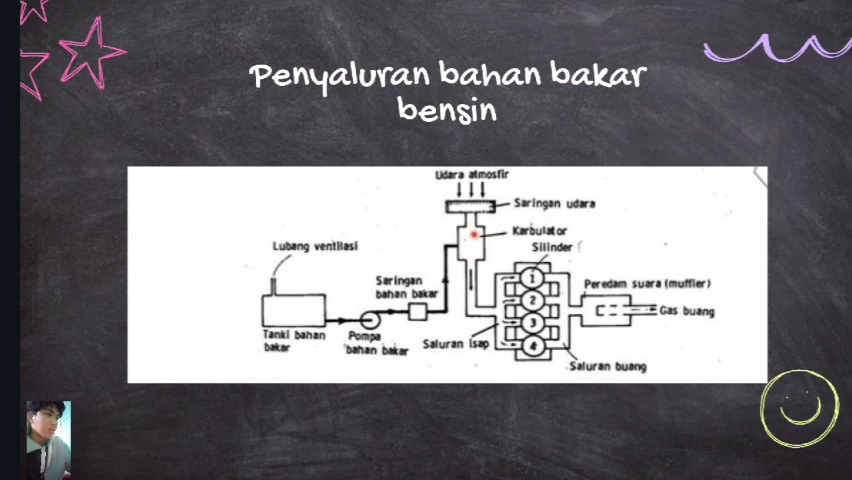 Penyaluran bahan bakar
bensin
Udara atmosfir
Saringan udara
Karbulator
Silinder
Lubang ventilasi
Saringan
bahan bakar
1
2
3
4
Peredam suara (muffler)
Gas buang
Tanki bahan
bakar
Pompa
bahan bakar
Saluran Isap
Saluran buang